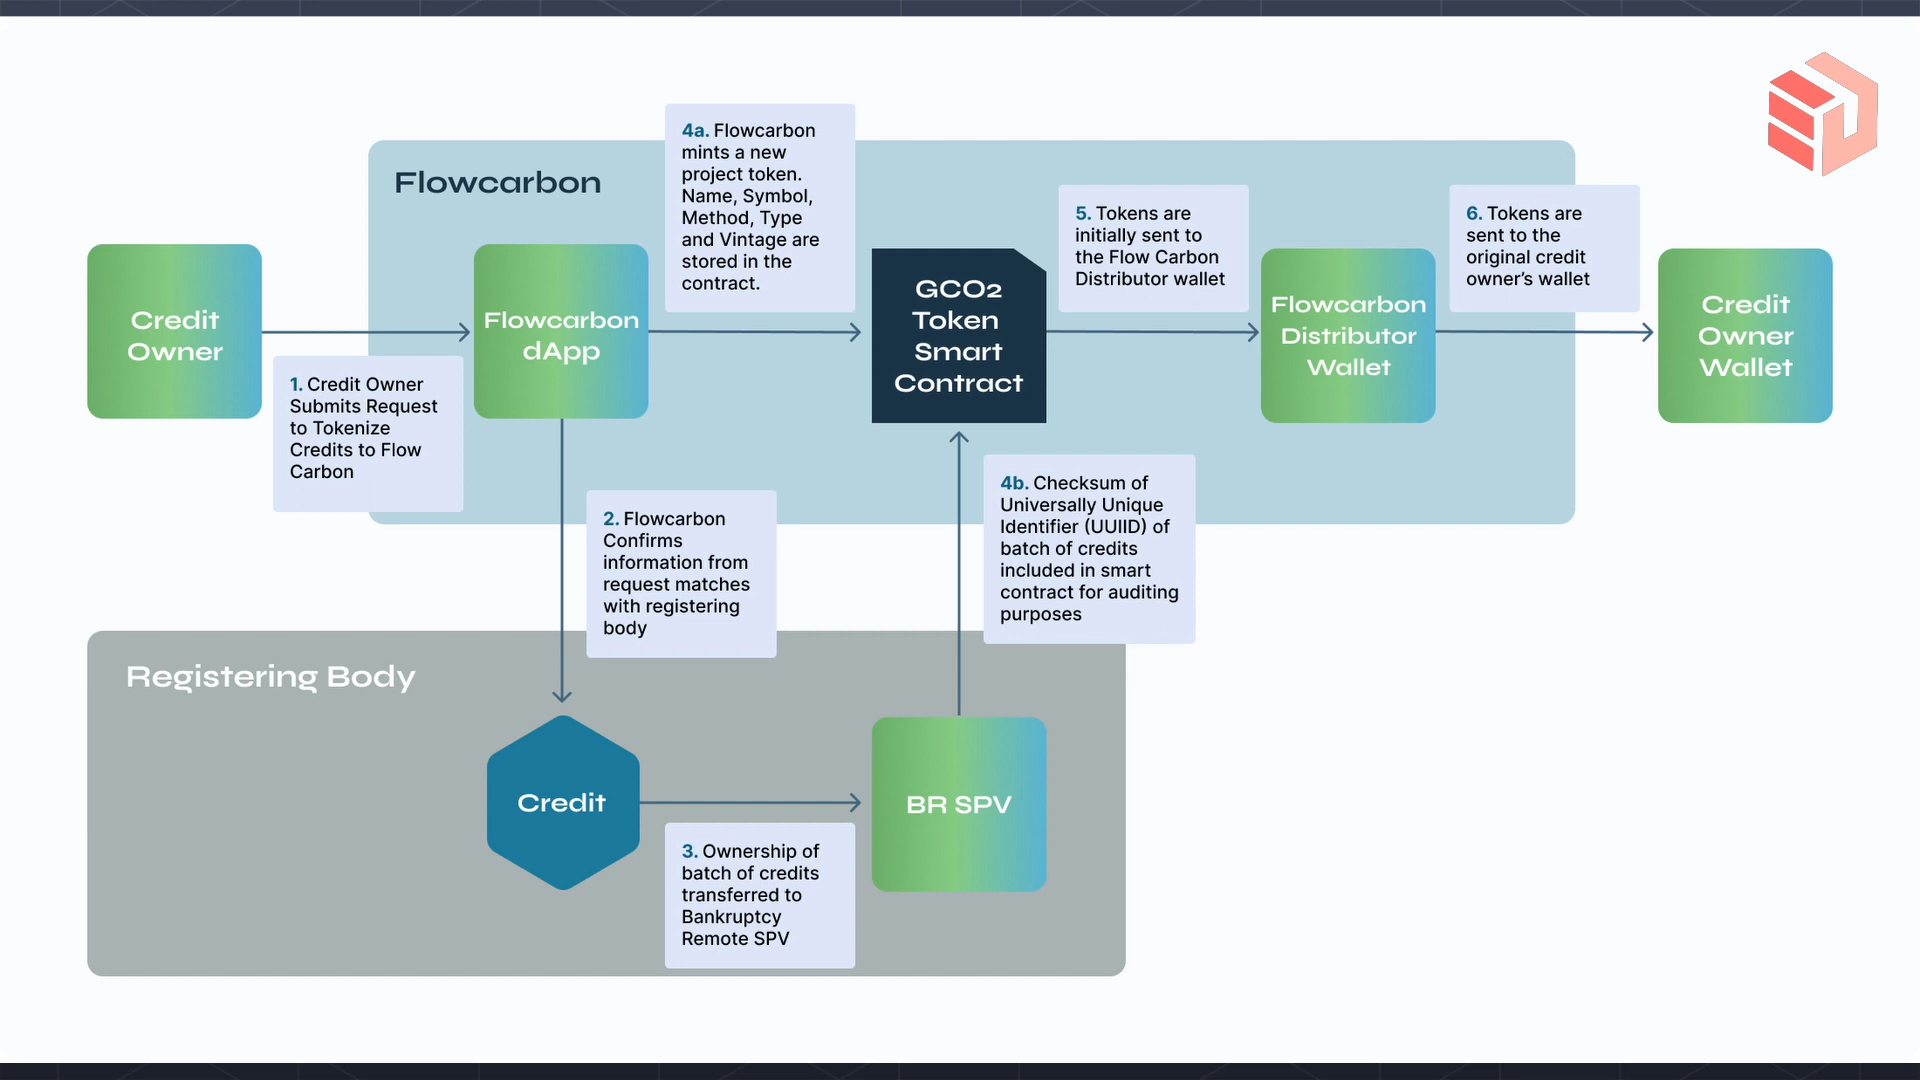 Flowcarbon
4a. Flowcarbon
mints a new
project token.
Name, Symbol,
Method, Type
and Vintage are
stored in the
contract.
5. Tokens are
initially sent to
the Flow Carbon
Distributor wallet
6. Tokens are
sent to the
original credit
owner’s wallet
Credit
Owner
Flowcarbon
dApp
GCO2
Token
Smart
Contract
Flowcarbon
Distributor
Wallet
Credit
Owner
Wallet
1. Credit Owner
Submits Request
to Tokenize
Credits to Flow
Carbon
2. Flowcarbon
Confirms
information from
request matches
with registering
body
4b. Checksum of
Universally Unique
Identifier (UUIID) of
batch of credits
included in smart
contract for auditing
purposes
Registering Body
Credit
BR SPV
3. Ownership of
batch of credits
transferred to
Bankruptcy
Remote SPV